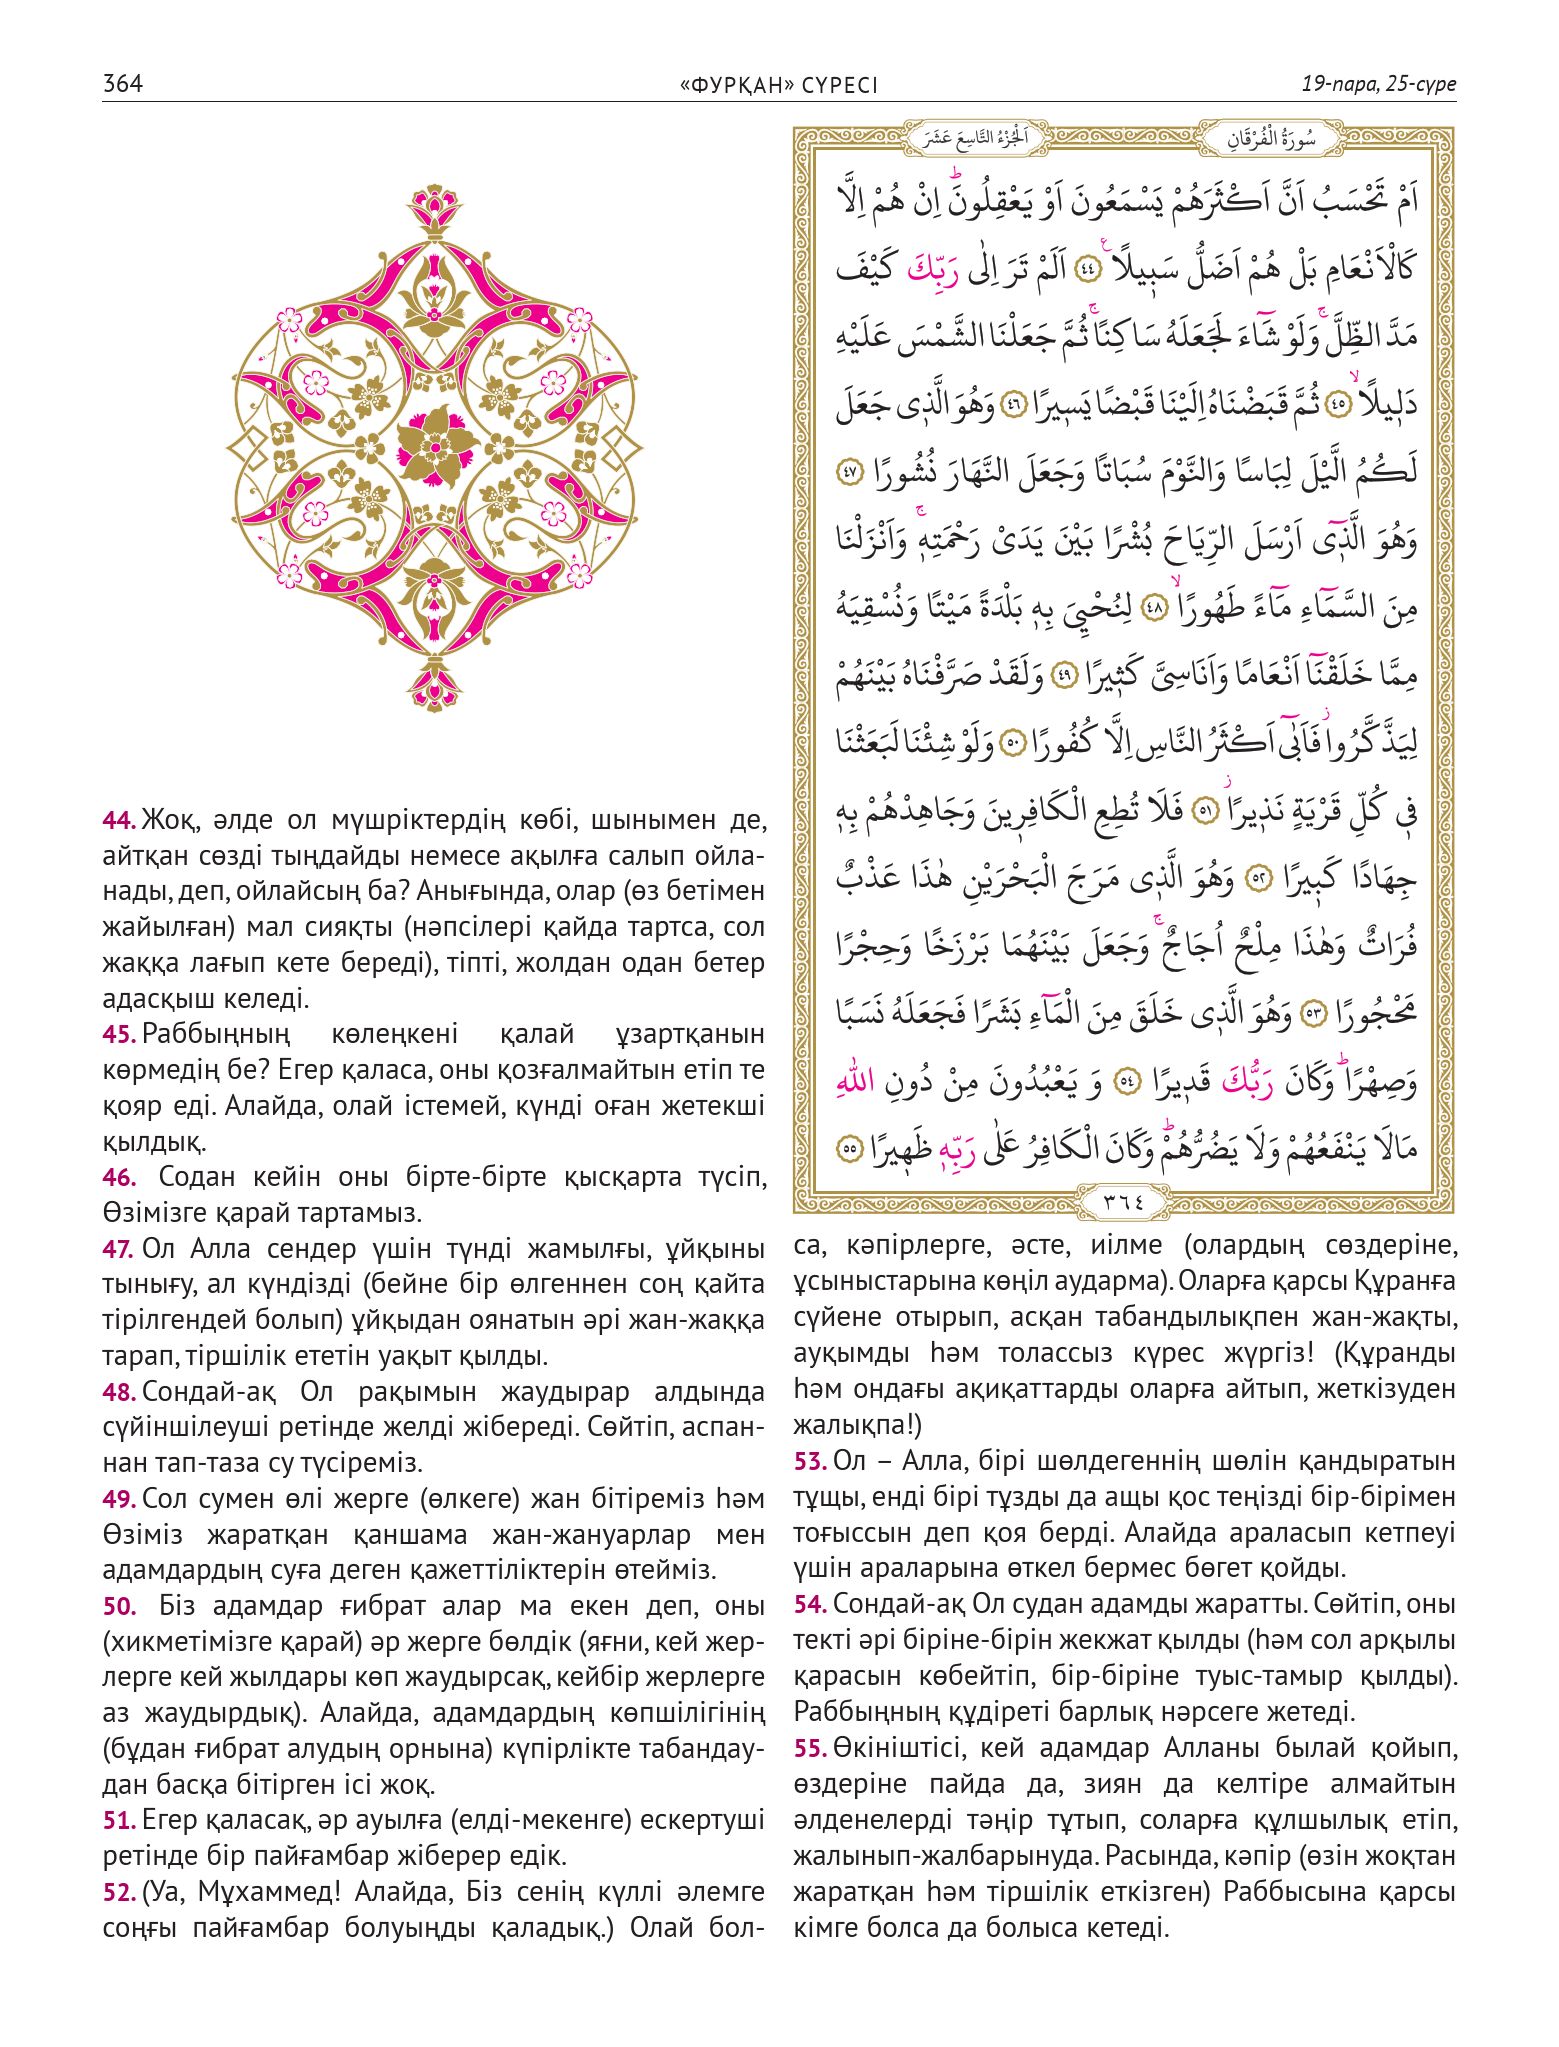 364
«ФУРҚАН» СҮРЕСІ
19-пара, 25-сүре
سُورَةُ الْفُرْقَانِ
اَلْجُزْءُ التَّاسِعَ عَشَرَ
اَمْ تَحْسَبُ اَنَّ اَكْثَرَهُمْ يَسْمَعُونَ اَوْ يَعْقِلُونَۜ اِنْ هُمْ اِلَّا
كَالْاَنْعَامِ بَلْ هُمْ اَضَلُّ سَب۪يلًا۟ ﴿٤٤﴾ اَلَمْ تَرَ اِلٰى رَبِّكَ كَيْفَ
مَدَّ الظِّلَّۚ وَلَوْ شَٓاءَ لَجَعَلَهُ سَاكِنًاۚ ثُمَّ جَعَلْنَا الشَّمْسَ عَلَيْهِ
دَل۪يلًاۙ ﴿٤٥﴾ ثُمَّ قَبَضْنَاهُ اِلَيْنَا قَبْضًا يَس۪يرًا ﴿٤٦﴾ وَهُوَ الَّذ۪ى جَعَلَ
لَكُمُ الَّيْلَ لِبَاسًا وَالنَّوْمَ سُبَاتًا وَجَعَلَ النَّهَارَ نُشُورًا ﴿٤٧﴾
وَهُوَ الَّذ۪ٓى اَرْسَلَ الرِّيَاحَ بُشْرًا بَيْنَ يَدَىْ رَحْمَتِه۪ۚ وَاَنْزَلْنَا
مِنَ السَّمَٓاءِ مَٓاءً طَهُورًاۙ ﴿٤٨﴾ لِنُحْيِىَ بِه۪ بَلْدَةً مَيْتًا وَنُسْقِيَهُ
مِمَّا خَلَقْنَٓا اَنْعَامًا وَاَنَاسِىَّ كَث۪يرًا ﴿٤٩﴾ وَلَقَدْ صَرَّفْنَاهُ بَيْنَهُمْ
لِيَذَّكَّرُواۘ فَاَبٰٓى اَكْثَرُ النَّاسِ اِلَّا كُفُورًا ﴿٥٠﴾ وَلَوْ شِئْنَا لَبَعَثْنَا
ف۪ى كُلِّ قَرْيَةٍ نَذ۪يرًاۘ ﴿٥١﴾ فَلَا تُطِعِ الْكَافِر۪ينَ وَجَاهِدْهُمْ بِه۪
جِهَادًا كَب۪يرًا ﴿٥٢﴾ وَهُوَ الَّذ۪ى مَرَجَ الْبَحْرَيْنِ هٰذَا عَذْبٌ
فُرَاتٌ وَهٰذَا مِلْحٌ اُجَاجٌۚ وَجَعَلَ بَيْنَهُمَا بَرْزَخًا وَحِجْرًا
مَحْجُورًا ﴿٥٣﴾ وَهُوَ الَّذ۪ى خَلَقَ مِنَ الْمَٓاءِ بَشَرًا فَجَعَلَهُ نَسَبًا
وَصِهْرًاۜ وَكَانَ رَبُّكَ قَد۪يرًا ﴿٥٤﴾ وَ يَعْبُدُونَ مِنْ دُونِ اللّٰهِ
مَالَا يَنْفَعُهُمْ وَلَا يَضُرُّهُمْۜ وَكَانَ الْكَافِرُ عَلٰى رَبِّه۪ ظَه۪يرًا ﴿٥٥﴾
٣٦٤
44. Жоқ, әлде ол мүшріктердің көбі, шынымен де,
айтқан сөзді тыңдайды немесе ақылға салып ойла-
нады, деп, ойлайсың ба? Анығында, олар (өз бетімен
жайылған) мал сияқты (нәпсілері қайда тартса, сол
жаққа лағып кете береді), тіпті, жолдан одан бетер
адасқыш келеді.
45. Раббыңның көлеңкені қалай ұзартқанын
көрмедің бе? Егер қаласа, оны қозғалмайтын етіп те
қояр еді. Алайда, олай істемей, күнді оған жетекші
қылдық.
46. Содан кейін оны бірте-бірте қысқарта түсіп,
Өзімізге қарай тартамыз.
47. Ол Алла сендер үшін түнді жамылғы, ұйқыны
тынығу, ал күндізді (бейне бір өлгеннен соң қайта
тірілгендей болып) ұйқыдан оянатын әрі жан-жаққа
тарап, тіршілік ететін уақыт қылды.
48. Сондай-ақ Ол рақымын жаудырар алдында
сүйіншілеуші ретінде желді жібереді. Сөйтіп, аспан-
нан тап-таза су түсіреміз.
49. Сол сумен өлі жерге (өлкеге) жан бітіреміз һәм
Өзіміз жаратқан қаншама жан-жануарлар мен
адамдардың суға деген қажеттіліктерін өтейміз.
50. Біз адамдар ғибрат алар ма екен деп, оны
(хикметімізге қарай) әр жерге бөлдік (яғни, кей жер-
лерге кей жылдары көп жаудырсақ, кейбір жерлерге
аз жаудырдық). Алайда, адамдардың көпшілігінің
(бұдан ғибрат алудың орнына) күпірлікте табандау-
дан басқа бітірген ісі жоқ.
51. Егер қаласақ, әр ауылға (елді-мекенге) ескертуші
ретінде бір пайғамбар жіберер едік.
52. (Уа, Мұхаммед! Алайда, Біз сенің күллі әлемге
соңғы пайғамбар болуыңды қаладық.) Олай бол-
са, кәпірлерге, әсте, иілме (олардың сөздеріне,
ұсыныстарына көңіл аударма). Оларға қарсы Құранға
сүйене отырып, асқан табандылықпен жан-жақты,
ауқымды һәм толассыз күрес жүргіз! (Құранды
һәм ондағы ақиқаттарды оларға айтып, жеткізуден
жалықпа!)
53. Ол – Алла, бірі шөлдегеннің шөлін қандыратын
тұщы, енді бірі тұзды да ащы қос теңізді бір-бірімен
тоғыссын деп қоя берді. Алайда араласып кетпеуі
үшін араларына өткел бермес бөгет қойды.
54. Сондай-ақ Ол судан адамды жаратты. Сөйтіп, оны
текті әрі біріне-бірін жекжат қылды (һәм сол арқылы
қарасын көбейтіп, бір-біріне туыс-тамыр қылды).
Раббыңның құдіреті барлық нәрсеге жетеді.
55. Өкініштісі, кей адамдар Алланы былай қойып,
өздеріне пайда да, зиян да келтіре алмайтын
әлденелерді тәңір тұтып, соларға құлшылық етіп,
жалынып-жалбарынуда. Расында, кәпір (өзін жоқтан
жаратқан һәм тіршілік еткізген) Раббысына қарсы
кімге болса да болыса кетеді.